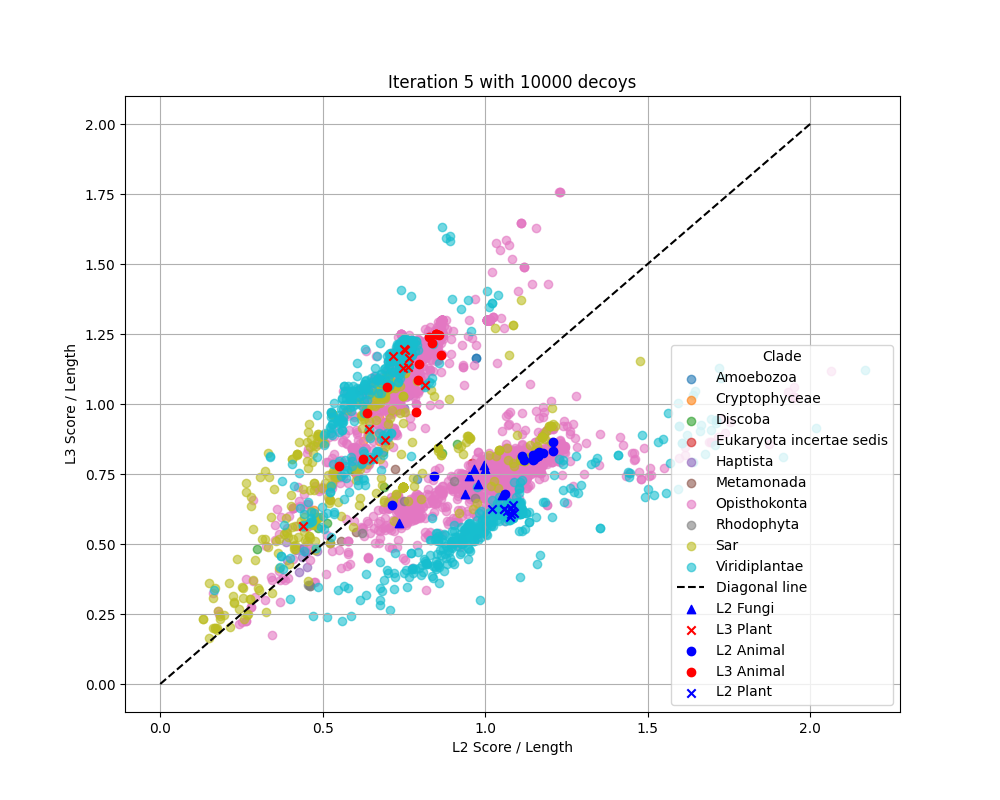 Iteration 5 with 10000 decoys
2.00
1.75
1.50
1.25
1.00
0.75
0.50
0.25
0.00
L3 Score / Length
0.0
0.5
1.0
1.5
2.0
L2 Score / Length
Clade
Amoebozoa
Cryptophyceae
Discoba
Eukaryota incertae sedis
Haptista
Metamonada
Opisthokonta
Rhodophyta
Sar
Viridiplantae
Diagonal line
L2 Fungi
L3 Plant
L2 Animal
L3 Animal
L2 Plant